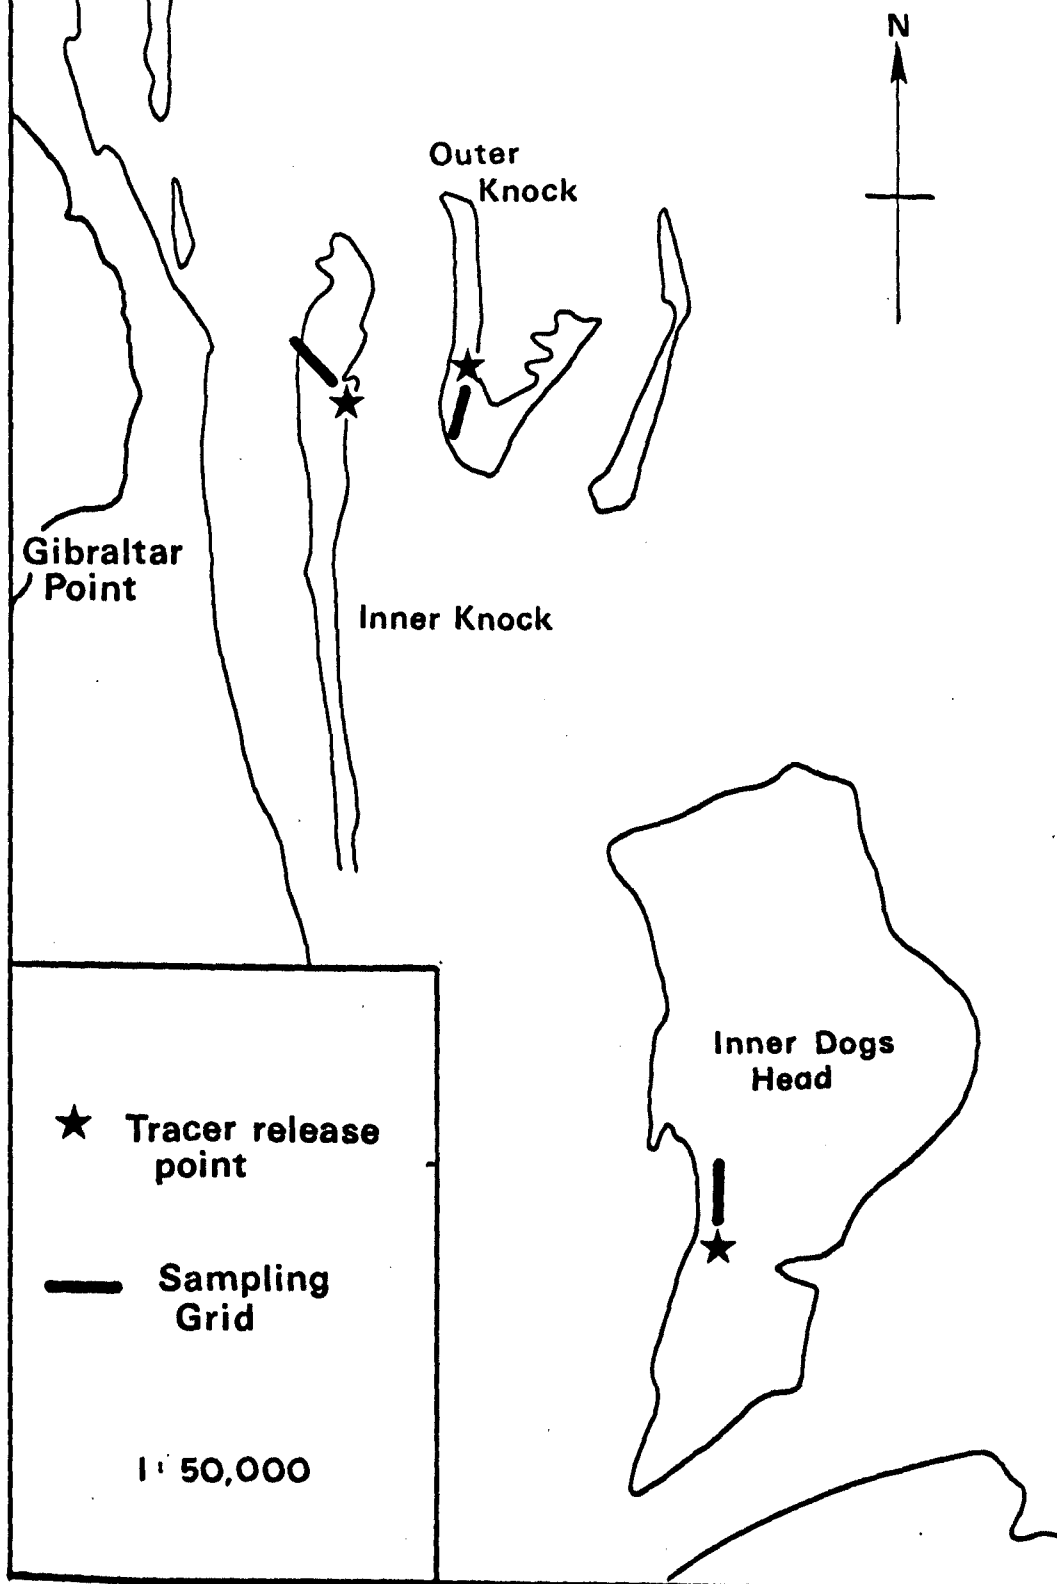 N
Outer
Knock
Gibraltar
Point
Inner Knock
Inner Dogs
Head
Tracer release
point
Sampling
Grid
1:50,000